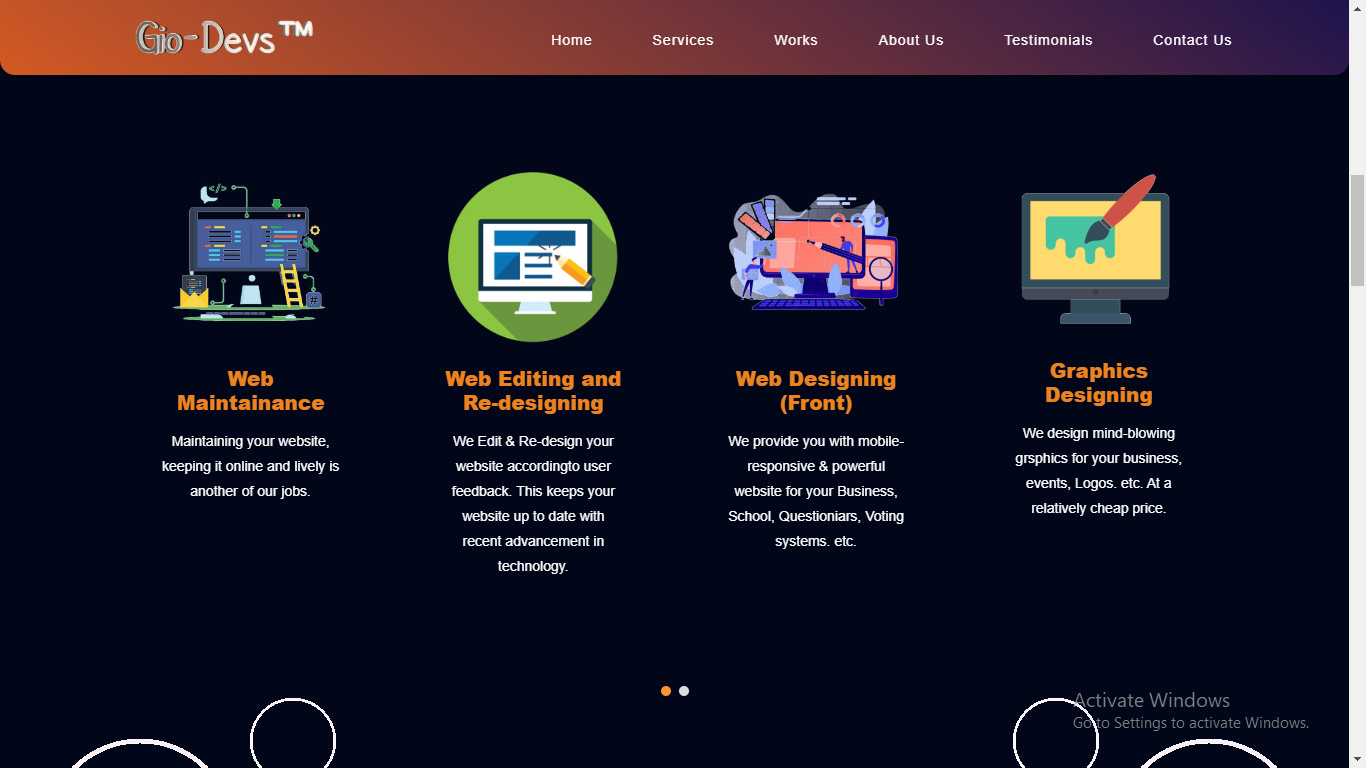 Gio-Devs™
Home
Services
Works
About Us
Testimonials
Contact Us
</>
#
Web
Maintainance
Maintaining your website,
keeping it online and lively is
another of our jobs.
Web Editing and
Re-designing
We Edit & Re-design your
website accordingto user
feedback. This keeps your
website up to date with
recent advancement in
technology.
Web Designing
(Front)
We provide you with mobile-
responsive & powerful
website for your Business,
School, Questioniars, Voting
systems. etc.
Graphics
Designing
We design mind-blowing
grsphics for your business,
events, Logos. etc. At a
relatively cheap price.
Activate Windows
Go to Settings to activate Windows.